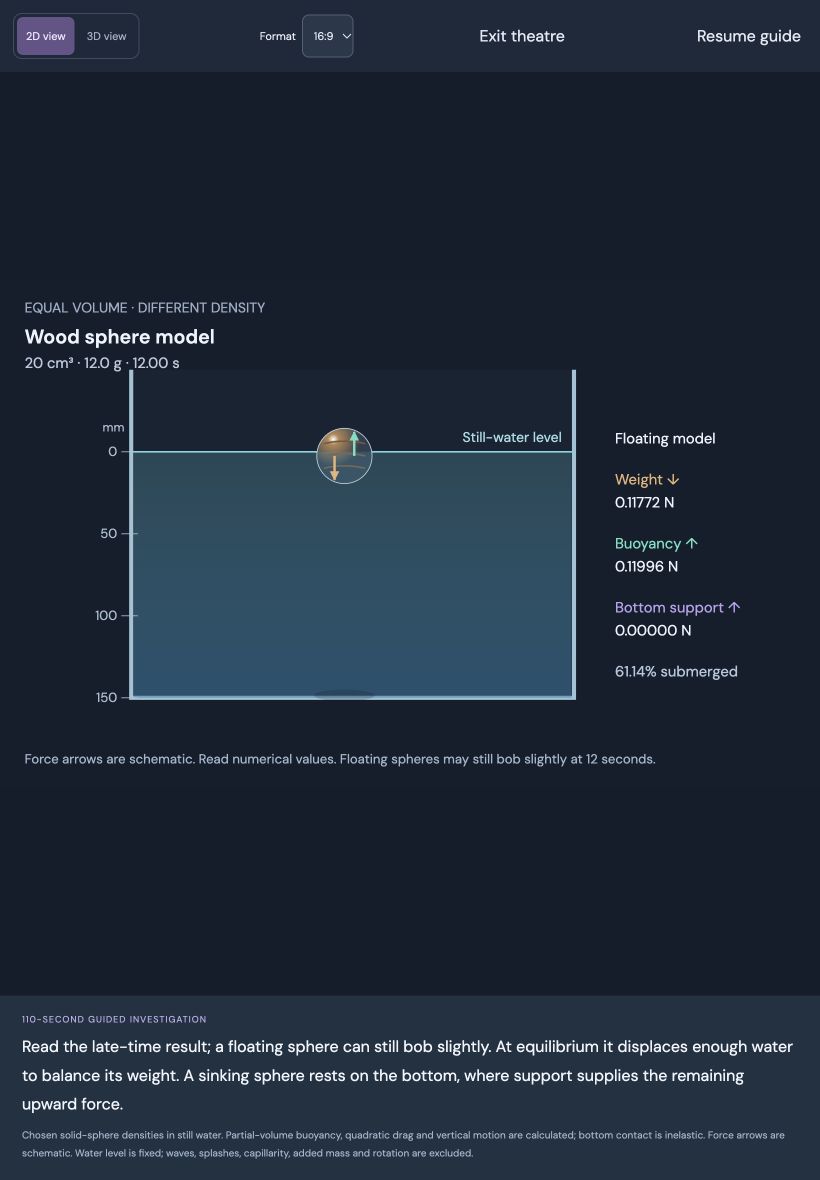 2D view
3D view
Format
16:9
Exit theatre
Resume guide
EQUAL VOLUME · DIFFERENT DENSITY
Wood sphere model
20 cm³ · 12.0 g · 12.00 s
mm
0
50
100
150
Still-water level
Floating model
Weight ↓
0.11772 N
Buoyancy ↑
0.11996 N
Bottom support ↑
0.00000 N
61.14% submerged
Force arrows are schematic. Read numerical values. Floating spheres may still bob slightly at 12 seconds.
110-SECOND GUIDED INVESTIGATION
Read the late-time result; a floating sphere can still bob slightly. At equilibrium it displaces enough water
to balance its weight. A sinking sphere rests on the bottom, where support supplies the remaining
upward force.
Chosen solid-sphere densities in still water. Partial-volume buoyancy, quadratic drag and vertical motion are calculated; bottom contact is inelastic. Force arrows are
schematic. Water level is fixed; waves, splashes, capillarity, added mass and rotation are excluded.